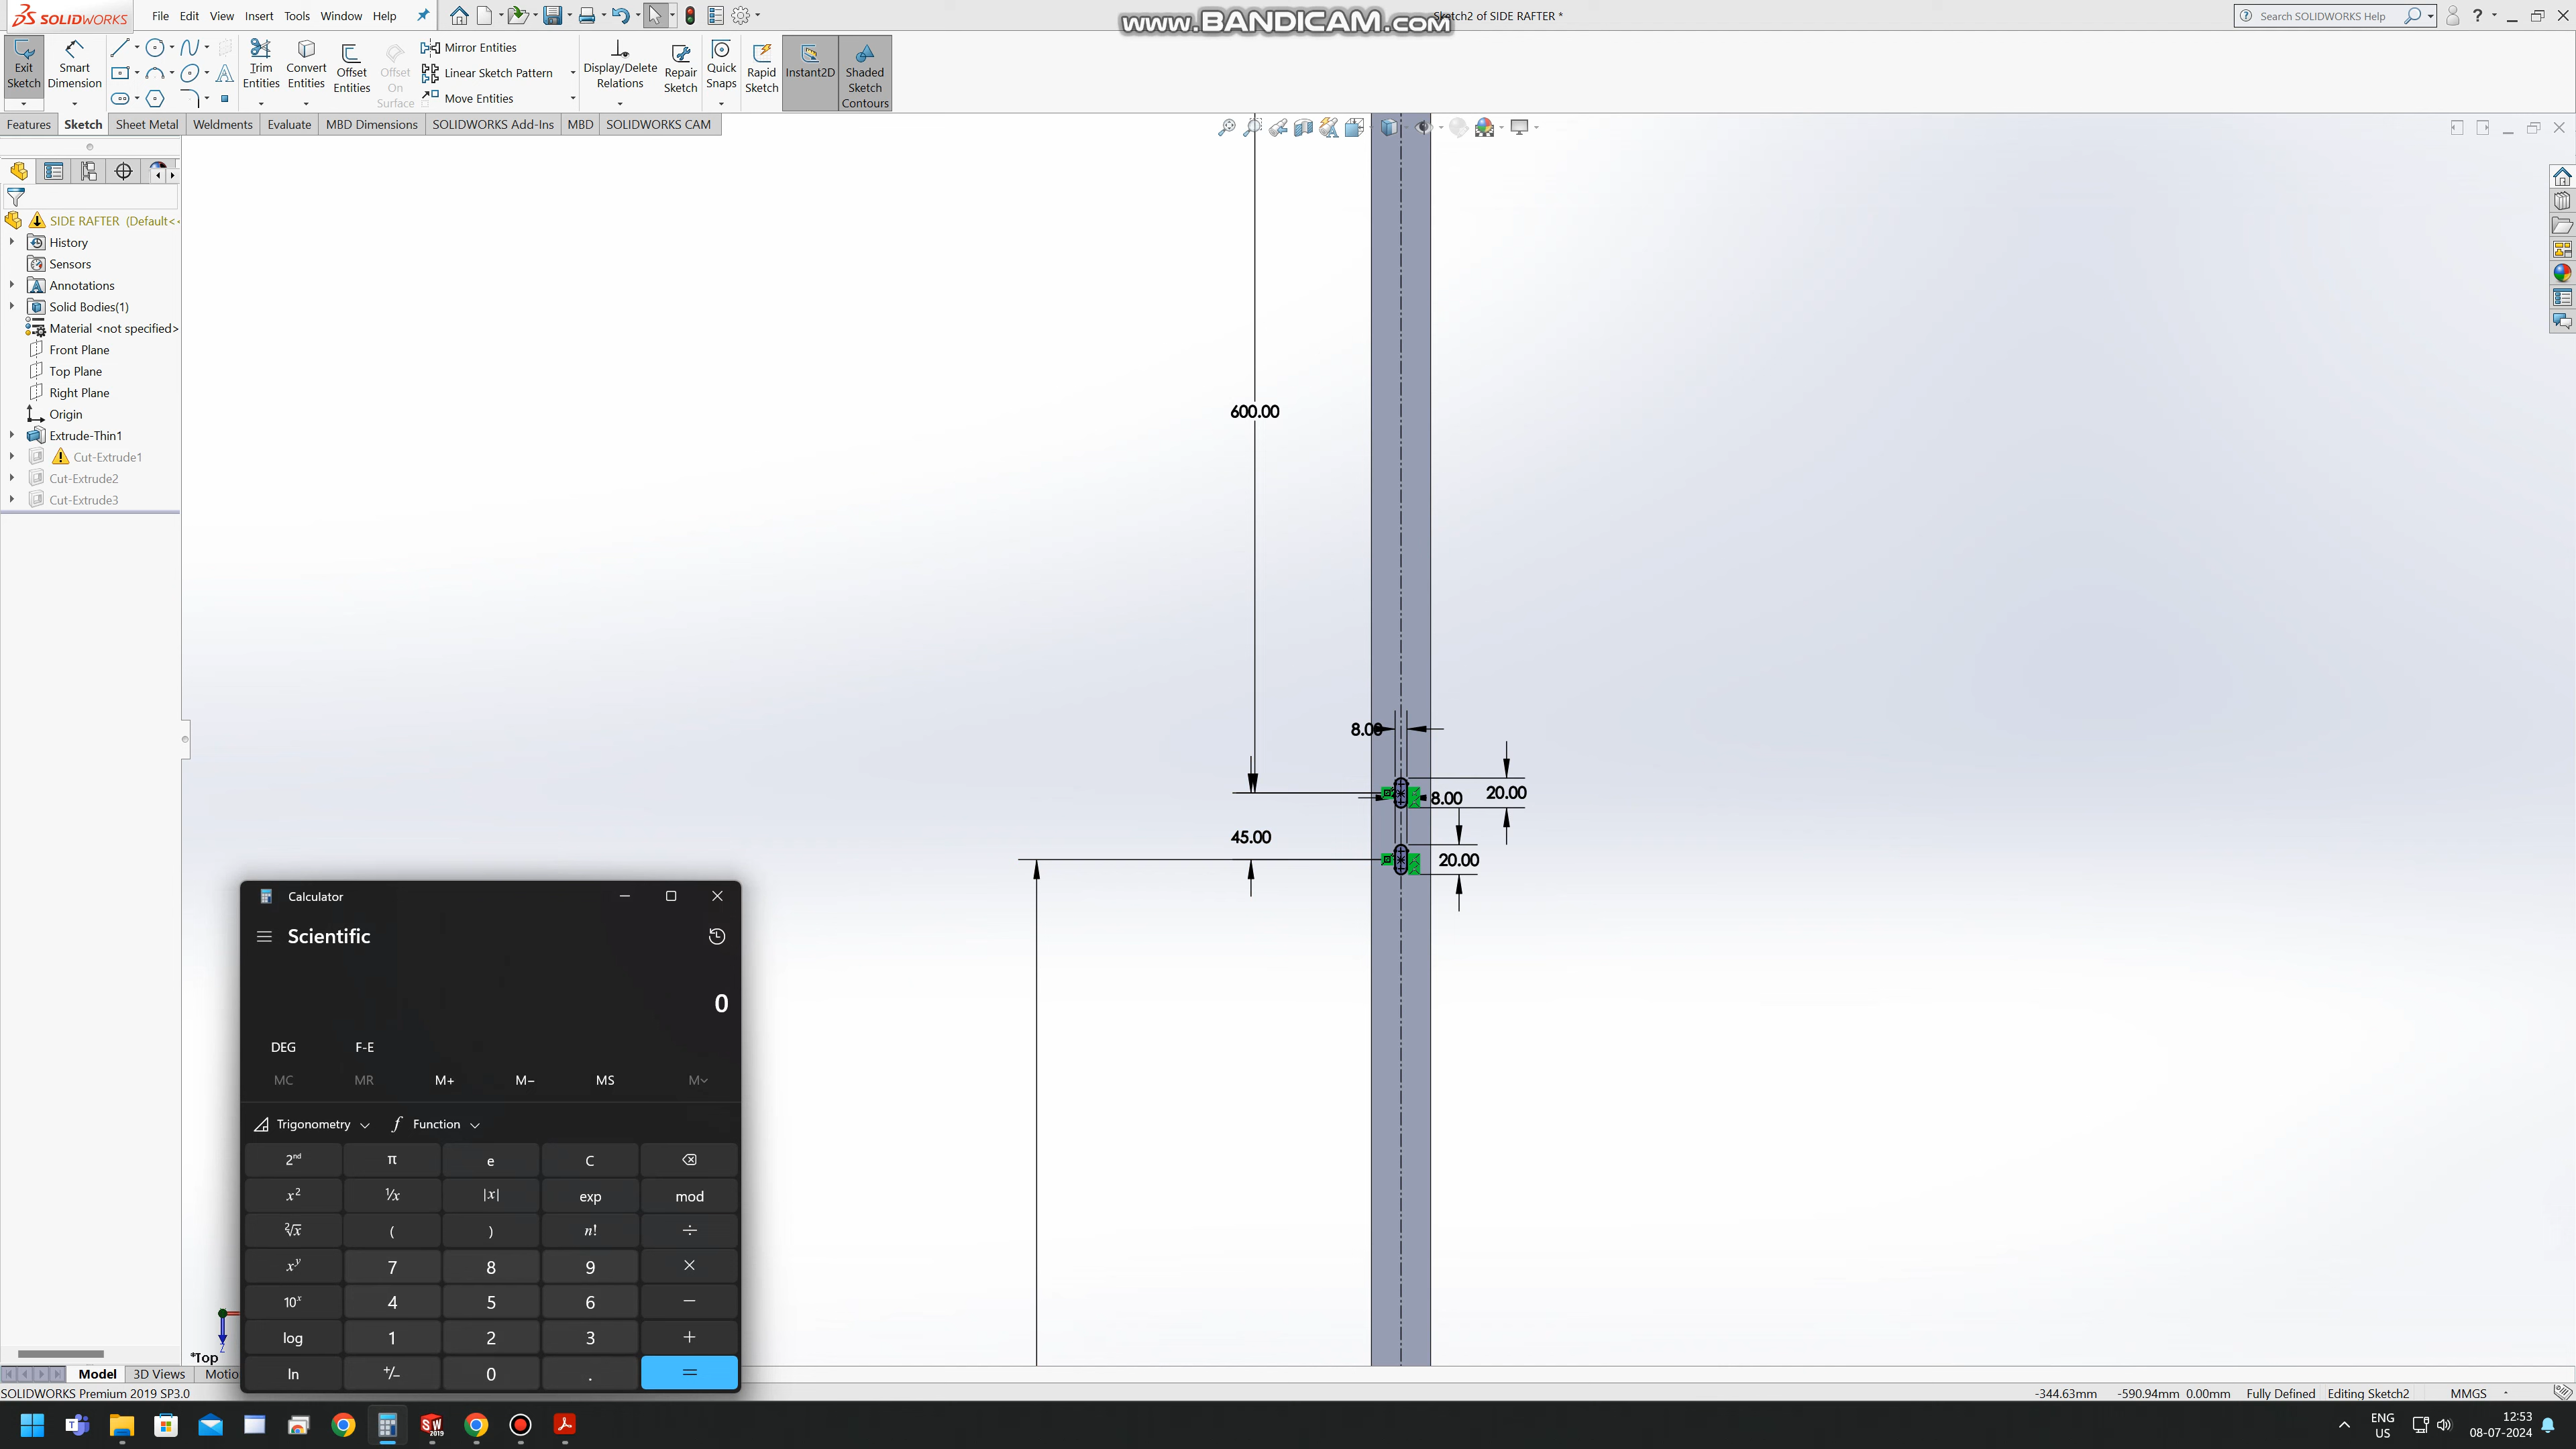 SOLIDWORKS
File Edit View Insert Tools Window Help
www.BANDICAM.com
Sketch2 of SIDE RAFTER *
Search SOLIDWORKS Help
Exit Sketch
Smart Dimension
Trim Entities
Convert Entities
Offset Entities
Offset On Surface
Mirror Entities
Linear Sketch Pattern
Move Entities
Display/Delete Relations
Repair Sketch
Quick Snaps
Rapid Sketch
Instant2D
Shaded Sketch Contours
Features Sketch Sheet Metal Weldments Evaluate MBD Dimensions SOLIDWORKS Add-Ins MBD SOLIDWORKS CAM
SIDE RAFTER (Default<
History
Sensors
Annotations
Solid Bodies(1)
Material <not specified>
Front Plane
Top Plane
Right Plane
Origin
Extrude-Thin1
Cut-Extrude1
Cut-Extrude2
Cut-Extrude3
600.00
8.00
8.00
20.00
45.00
20.00
Calculator
Scientific
0
DEG F-E
MC MR M+ M− MS M
Trigonometry f Function
2nd π e C
x2 1/x |x| exp mod
2√x ( ) n! ÷
xy 7 8 9 ×
10x 4 5 6 −
log 1 2 3 +
ln +/− 0 . =
Z
*Top
Model 3D Views Motio
SOLIDWORKS Premium 2019 SP3.0
-344.63mm -590.94mm 0.00mm Fully Defined Editing Sketch2 MMGS
SW 2019
ENG
US
12:53
08-07-2024